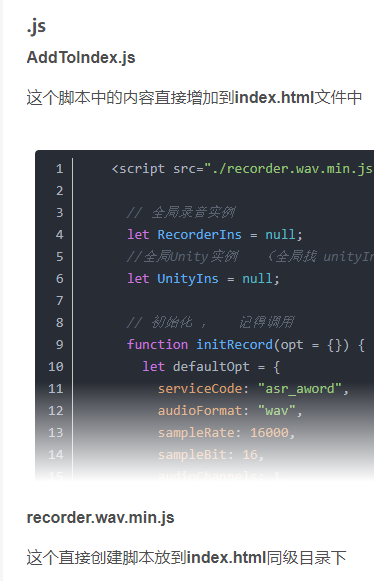 .js
AddToIndex.js
这个脚本中的内容直接增加到index.html文件中
1 <script src="./recorder.wav.min.js
2
3 // 全局录音实例
4 let RecorderIns = null;
5 //全局Unity实例 （全局找 unityIn
6 let UnityIns = null;
7
8 // 初始化 ， 记得调用
9 function initRecord(opt = {}) {
10 let defaultOpt = {
11 serviceCode: "asr_aword",
12 audioFormat: "wav",
13 sampleRate: 16000,
14 sampleBit: 16,
15 audioChannels: 1
recorder.wav.min.js
这个直接创建脚本放到index.html同级目录下